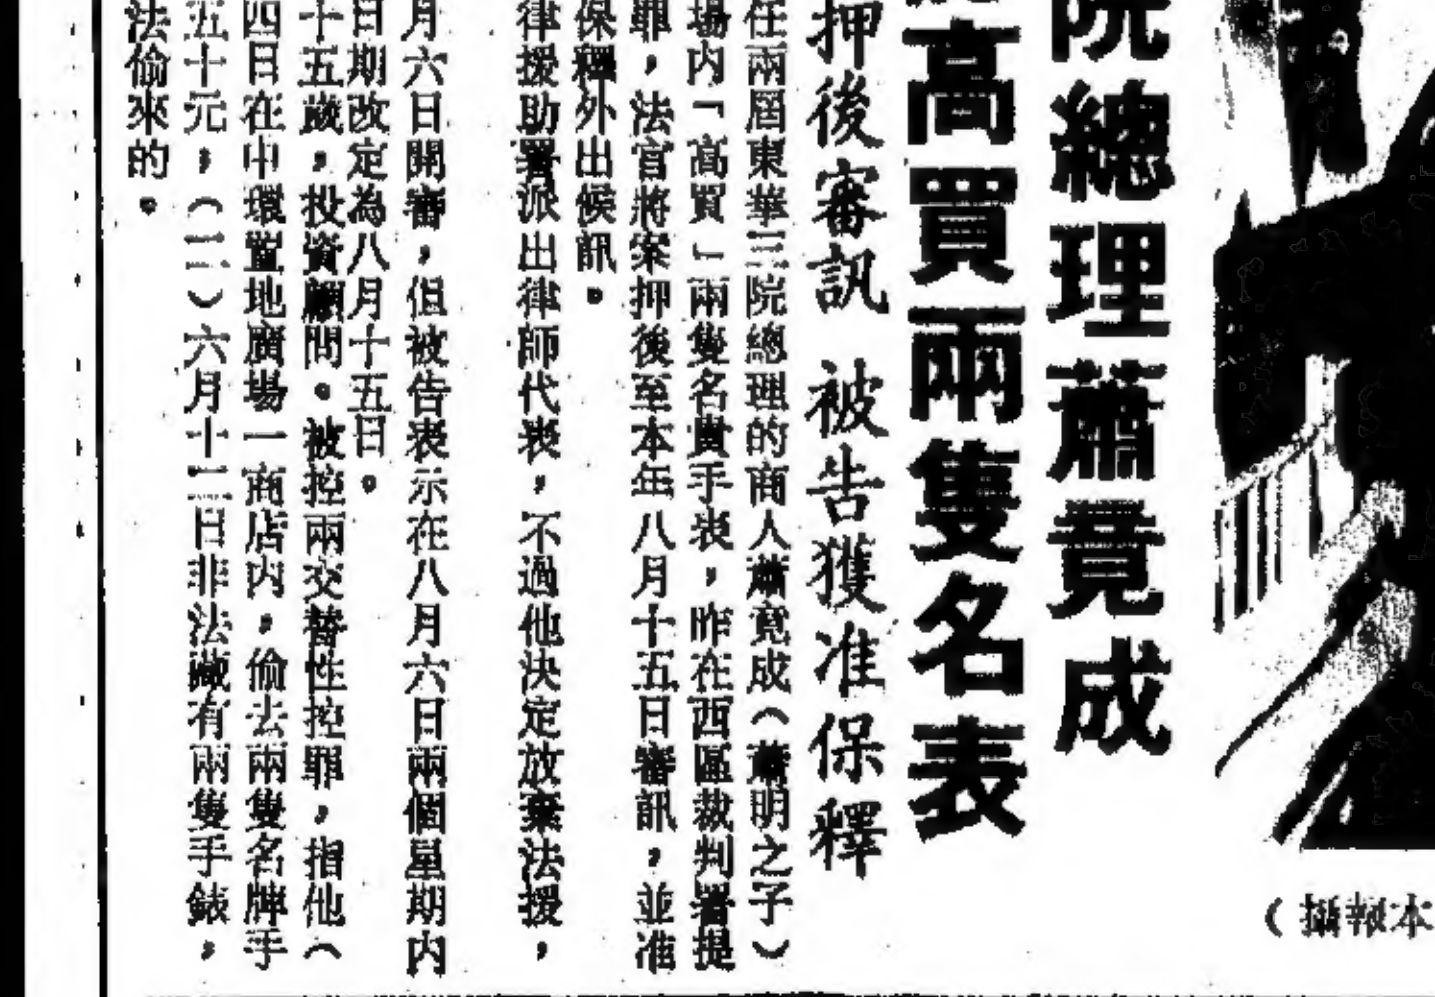 院總理蕭竟成
高買兩隻名表
押後審訊 被告獲准保釋
任兩屆東華三院總理的商人蕭竟成（蕭明之子）
場內「高買」兩隻名貴手表，昨在西區裁判署提
罪，法官將案押後至本年八月十五日審訊，並准
保釋外出候訊。
律援助署派出律師代表，不過他決定放棄法援，
月六日開審，但被告表示在八月六日兩個星期內
日期改定為八月十五日。
十五歲，投資顧問。被控兩交替性控罪，指他（
四日在中環置地廣場一商店内，偷去兩隻名牌手
五十元，（二）六月十二日非法藏有兩隻手錶，
法偷來的。
（攝報本